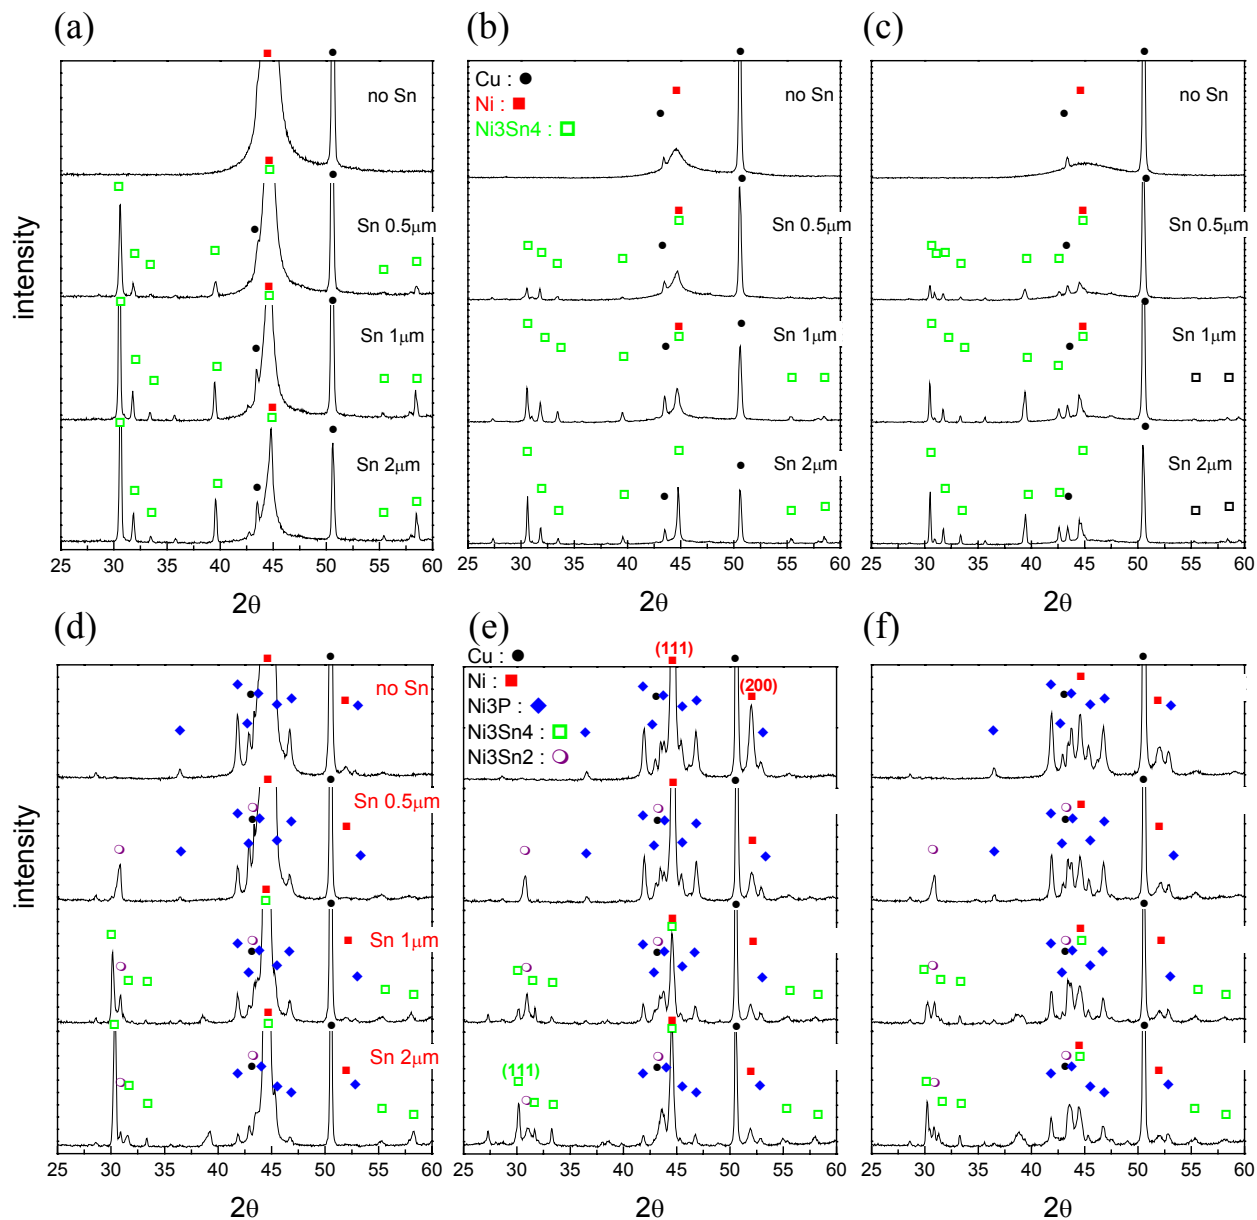 (a)
(b)
(c)
no Sn
Sn 0.5μm
Sn 1μm
Sn 2μm
intensity
25 30 35 40 45 50 55 60
2θ
Cu :
Ni :
Ni3Sn4 :
no Sn
Sn 0.5μm
Sn 1μm
Sn 2μm
25 30 35 40 45 50 55 60
2θ
no Sn
Sn 0.5μm
Sn 1μm
Sn 2μm
25 30 35 40 45 50 55 60
2θ
(d)
(e)
(f)
no Sn
Sn 0.5μm
Sn 1μm
Sn 2μm
intensity
25 30 35 40 45 50 55 60
2θ
Cu :
Ni :
Ni3P :
Ni3Sn4 :
Ni3Sn2 :
(111)
(200)
(111)
25 30 35 40 45 50 55 60
2θ
25 30 35 40 45 50 55 60
2θ